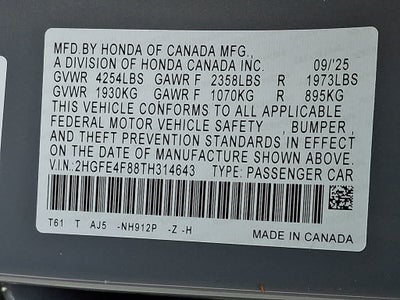 MFD.BY HONDA OF CANADA MFG.,
A DIVISION OF HONDA CANADA INC. 09/'25
GVWR 4254LBS GAWR F 2358LBS R 1973LBS
GVWR 1930KG GAWR F 1070KG R 895KG
THIS VEHICLE CONFORMS TO ALL APPLICABLE
FEDERAL MOTOR VEHICLE SAFETY , BUMPER ,
AND THEFT PREVENTION STANDARDS IN EFFECT
ON THE DATE OF MANUFACTURE SHOWN ABOVE.
V.I.N.:2HGFE4F88TH314643 TYPE: PASSENGER CAR
T61 T AJ5 -NH912P -Z -H
MADE IN CANADA